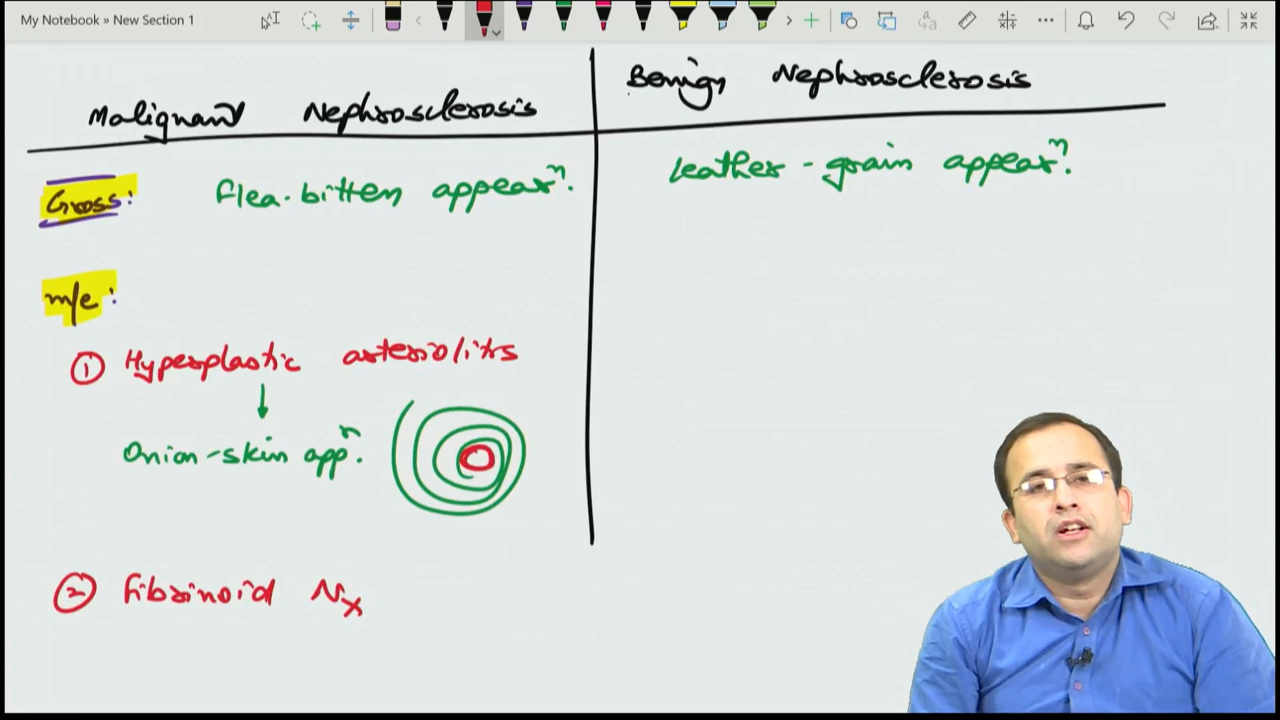 My Notebook » New Section 1
Malignant Nephrosclerosis
Benign Nephrosclerosis
Gross: Flea-bitten appearⁿ.
leather-grain appearⁿ.
m/e:
① Hyperplastic arteriolitis
↓
Onion-skin appⁿ.
② Fibrinoid Nx